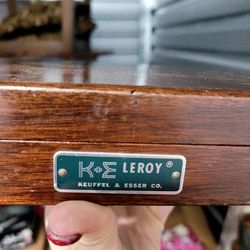 K+E LEROY®
KEUFFEL & ESSER CO.